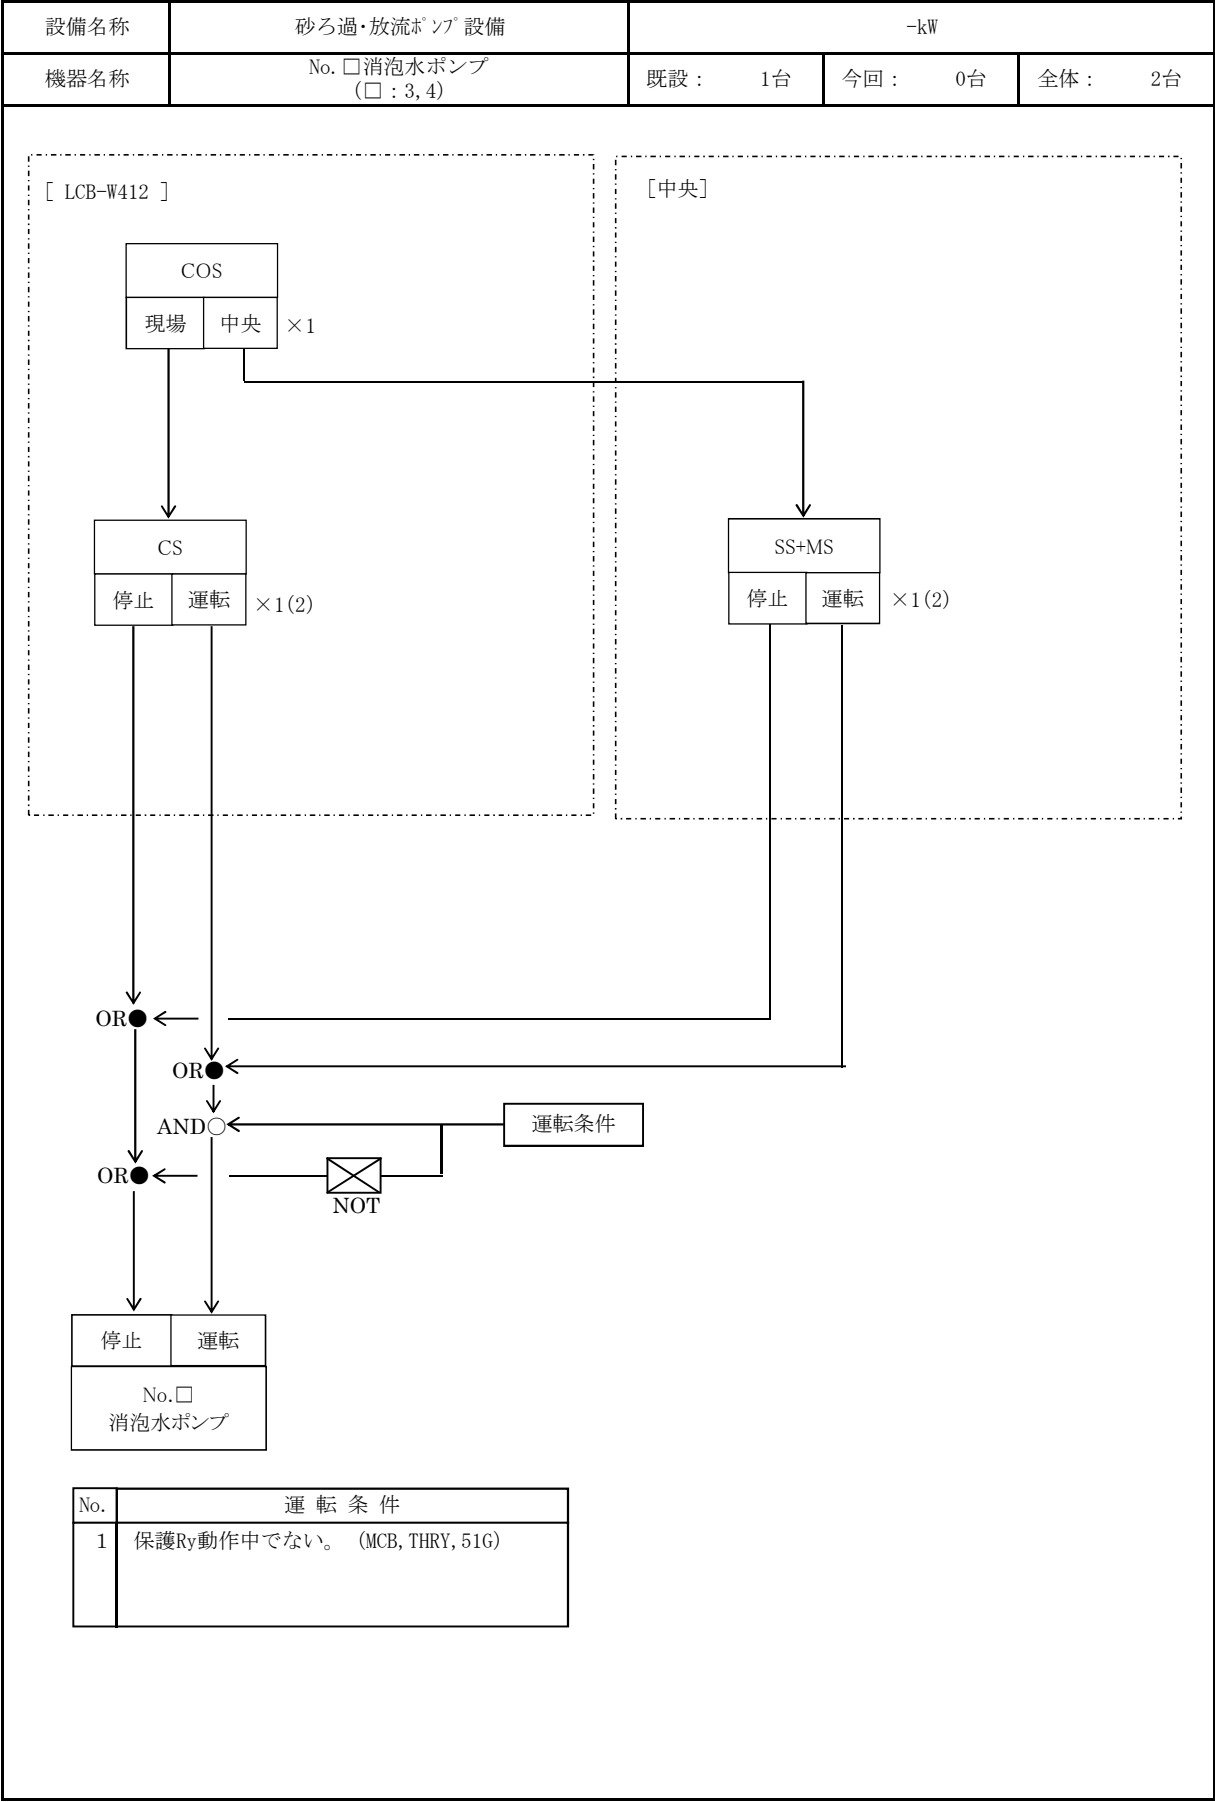 設備名称 砂ろ過･放流ﾎﾟﾝﾌﾟ設備 -kW
機器名称 No.□消泡水ポンプ
(□：3,4)
既設： 1台 今回： 0台 全体： 2台
[ LCB-W412 ]
[中央]
COS
現場 中央 ×1
CS
停止 運転 ×1(2)
SS+MS
停止 運転 ×1(2)
OR
OR
AND
運転条件
OR
NOT
停止 運転
No.□
消泡水ポンプ
No. 運 転 条 件
1 保護Ry動作中でない。 (MCB,THRY,51G)